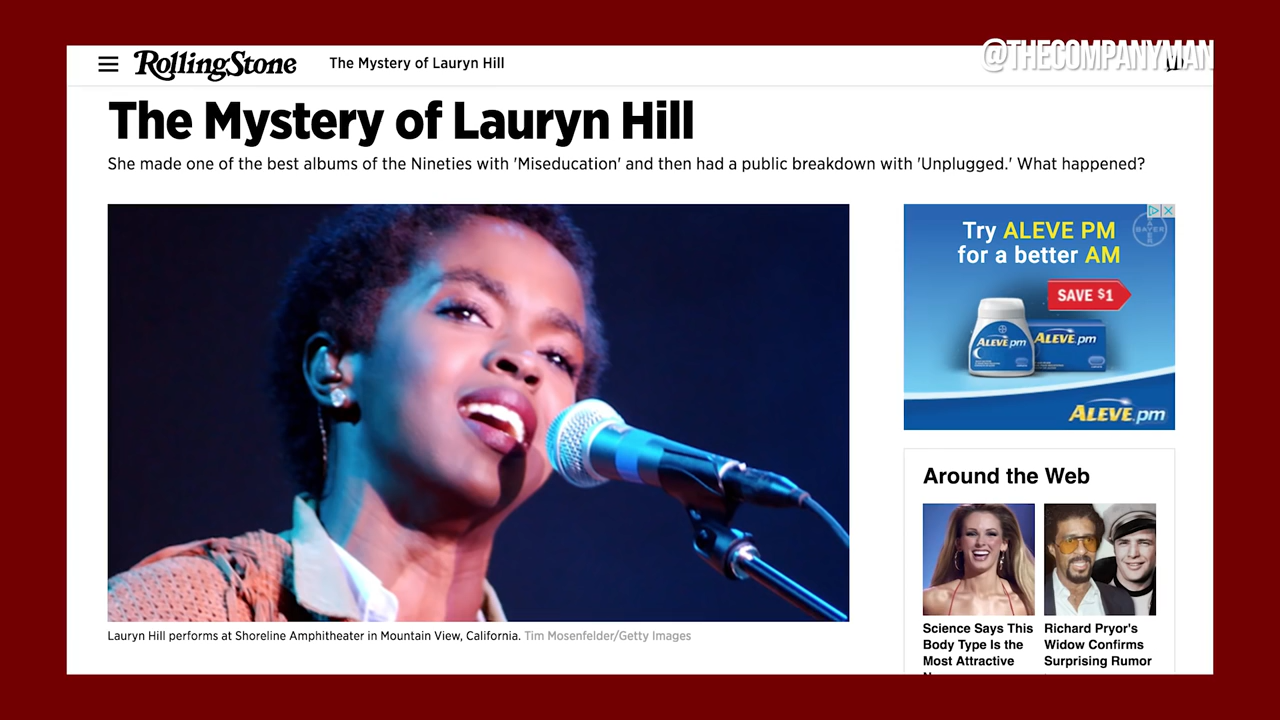 @THECOMPANYMAN
RollingStone
The Mystery of Lauryn Hill
The Mystery of Lauryn Hill
She made one of the best albums of the Nineties with 'Miseducation' and then had a public breakdown with 'Unplugged.' What happened?
Try ALEVE PM
for a better AM
BAYER
SAVE $1
ALEVE pm
ALEVE pm
ALEVE.pm
Lauryn Hill performs at Shoreline Amphitheater in Mountain View, California. Tim Mosenfelder/Getty Images
Around the Web
Science Says This
Body Type Is the
Most Attractive
Richard Pryor's
Widow Confirms
Surprising Rumor